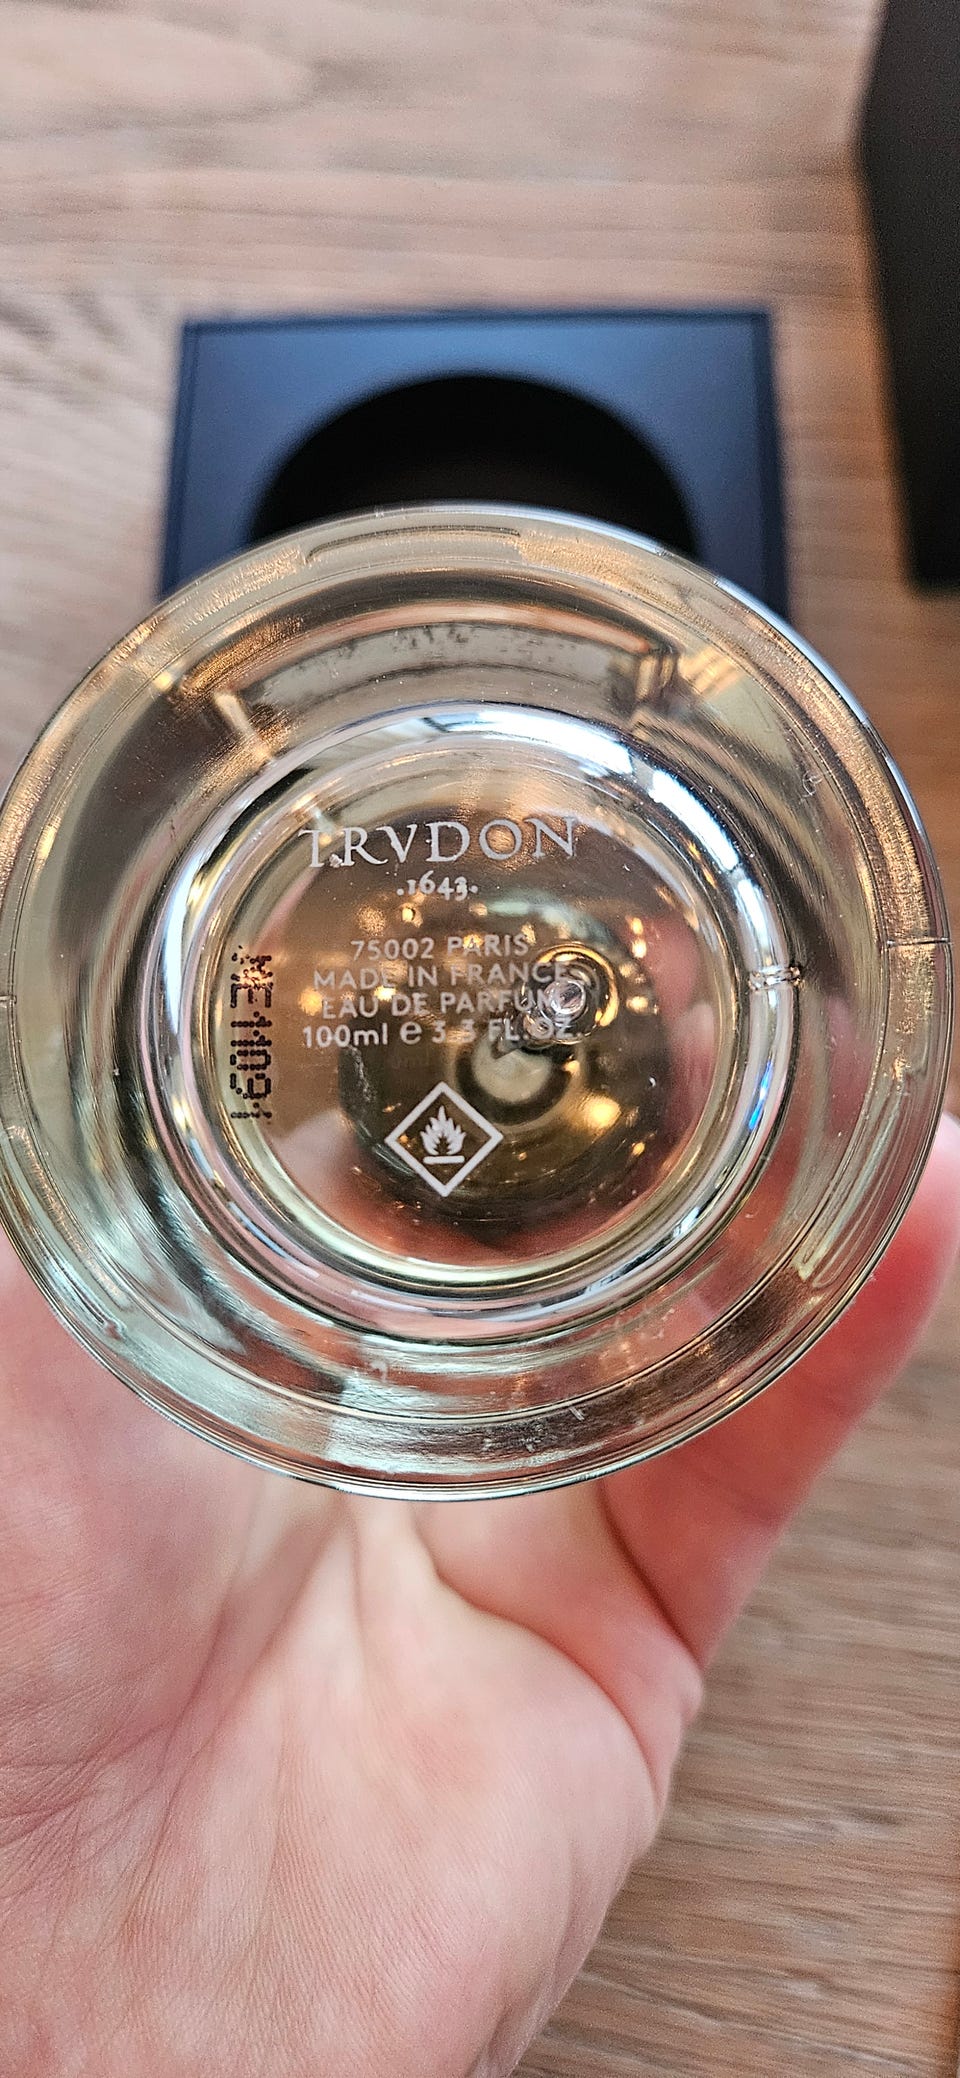 TRVDON
.1643.
75002 PARIS
MADE IN FRANCE
EAU DE PARFUM
100ml e 3.3 FL. OZ